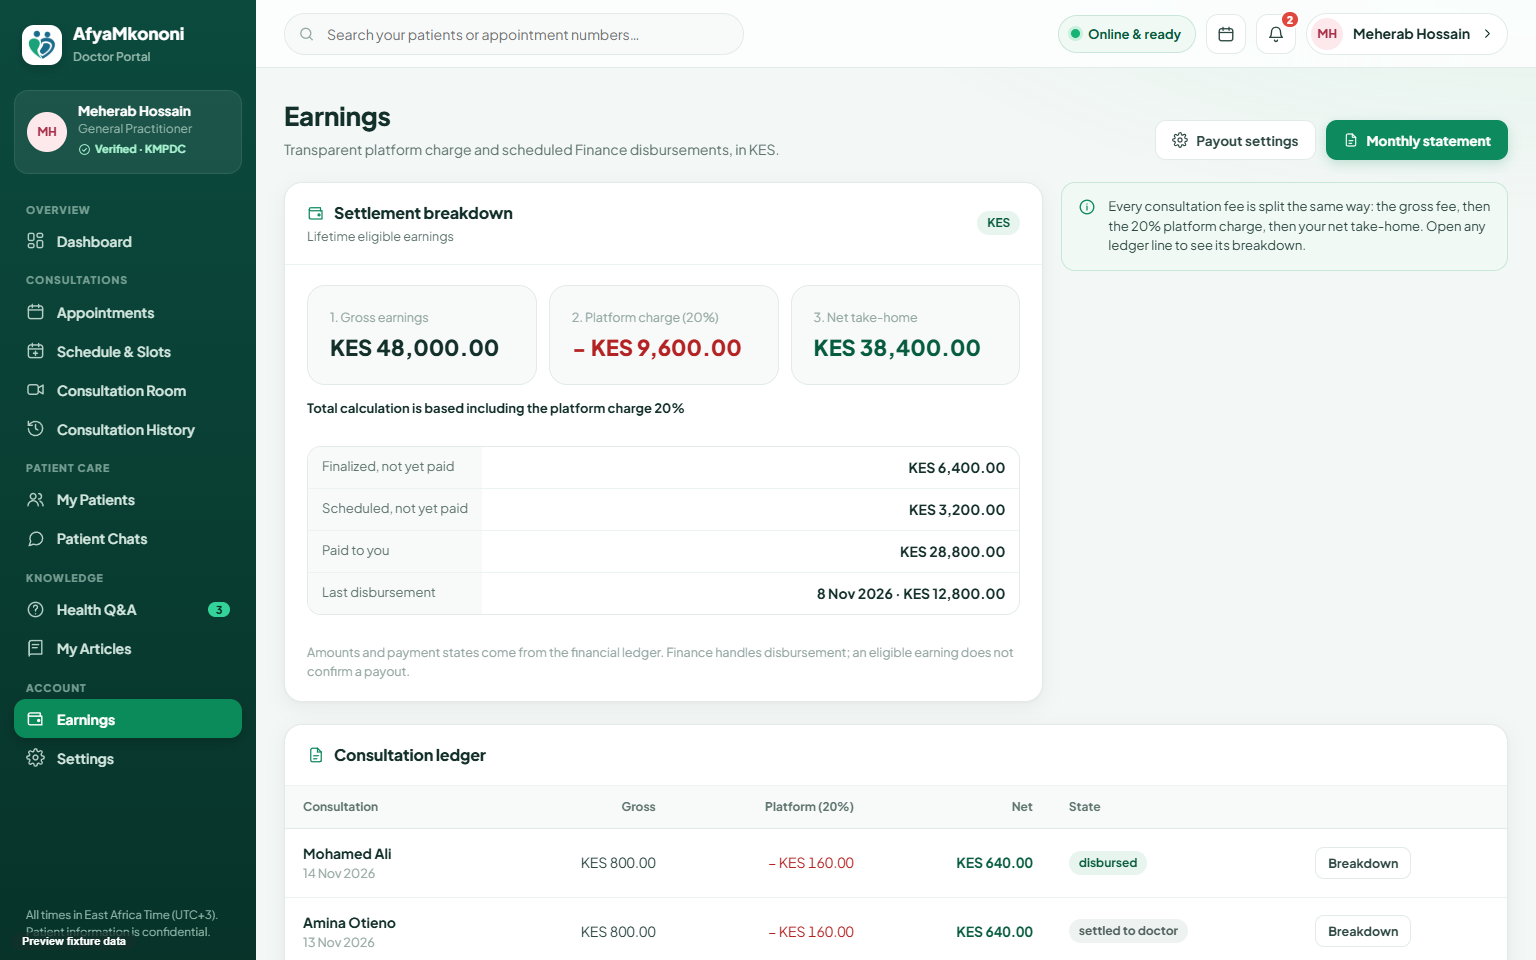 AfyaMkononi
Doctor Portal
MH
Meherab Hossain
General Practitioner
Verified · KMPDC
OVERVIEW
Dashboard
CONSULTATIONS
Appointments
Schedule & Slots
Consultation Room
Consultation History
PATIENT CARE
My Patients
Patient Chats
KNOWLEDGE
Health Q&A 3
My Articles
ACCOUNT
Earnings
Settings
All times in East Africa Time (UTC+3).
Patient information is confidential.
Preview fixture data
Search your patients or appointment numbers...
Online & ready
2
MH Meherab Hossain
Earnings
Transparent platform charge and scheduled Finance disbursements, in KES.
Payout settings
Monthly statement
Settlement breakdown
Lifetime eligible earnings
KES
1. Gross earnings
KES 48,000.00
2. Platform charge (20%)
− KES 9,600.00
3. Net take-home
KES 38,400.00
Total calculation is based including the platform charge 20%
Finalized, not yet paid KES 6,400.00
Scheduled, not yet paid KES 3,200.00
Paid to you KES 28,800.00
Last disbursement 8 Nov 2026 · KES 12,800.00
Amounts and payment states come from the financial ledger. Finance handles disbursement; an eligible earning does not
confirm a payout.
Every consultation fee is split the same way: the gross fee, then
the 20% platform charge, then your net take-home. Open any
ledger line to see its breakdown.
Consultation ledger
Consultation Gross Platform (20%) Net State
Mohamed Ali
14 Nov 2026
KES 800.00 − KES 160.00 KES 640.00 disbursed Breakdown
Amina Otieno
13 Nov 2026
KES 800.00 − KES 160.00 KES 640.00 settled to doctor Breakdown